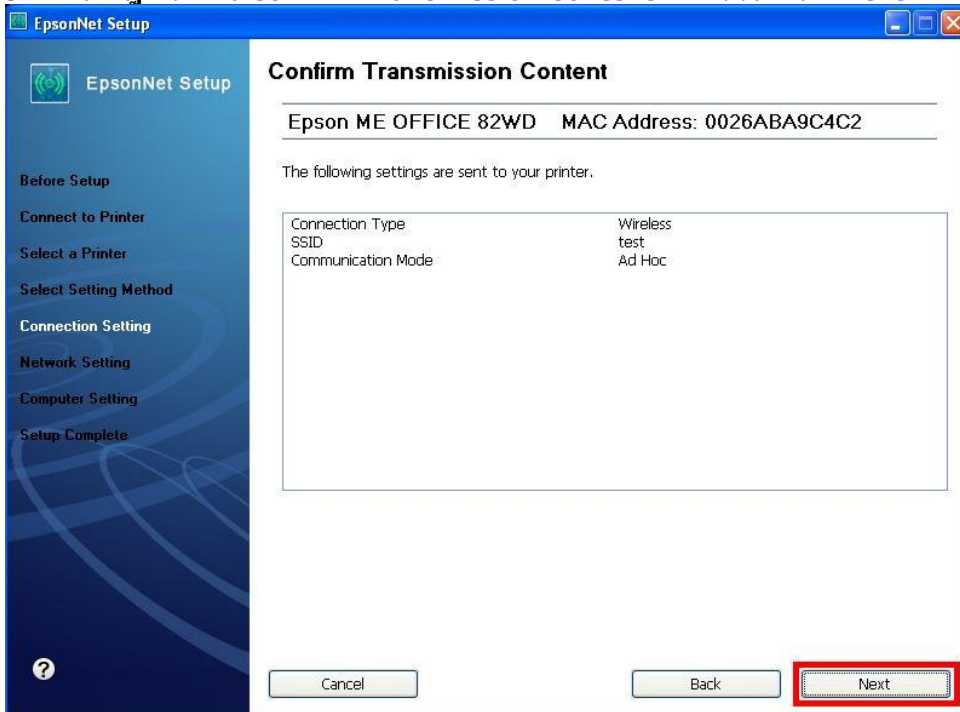 EpsonNet Setup
EpsonNet Setup
Before Setup
Connect to Printer
Select a Printer
Select Setting Method
Connection Setting
Network Setting
Computer Setting
Setup Complete
?
Confirm Transmission Content
Epson ME OFFICE 82WD MAC Address: 0026ABA9C4C2
The following settings are sent to your printer.
Connection Type Wireless
SSID test
Communication Mode Ad Hoc
Cancel Back Next